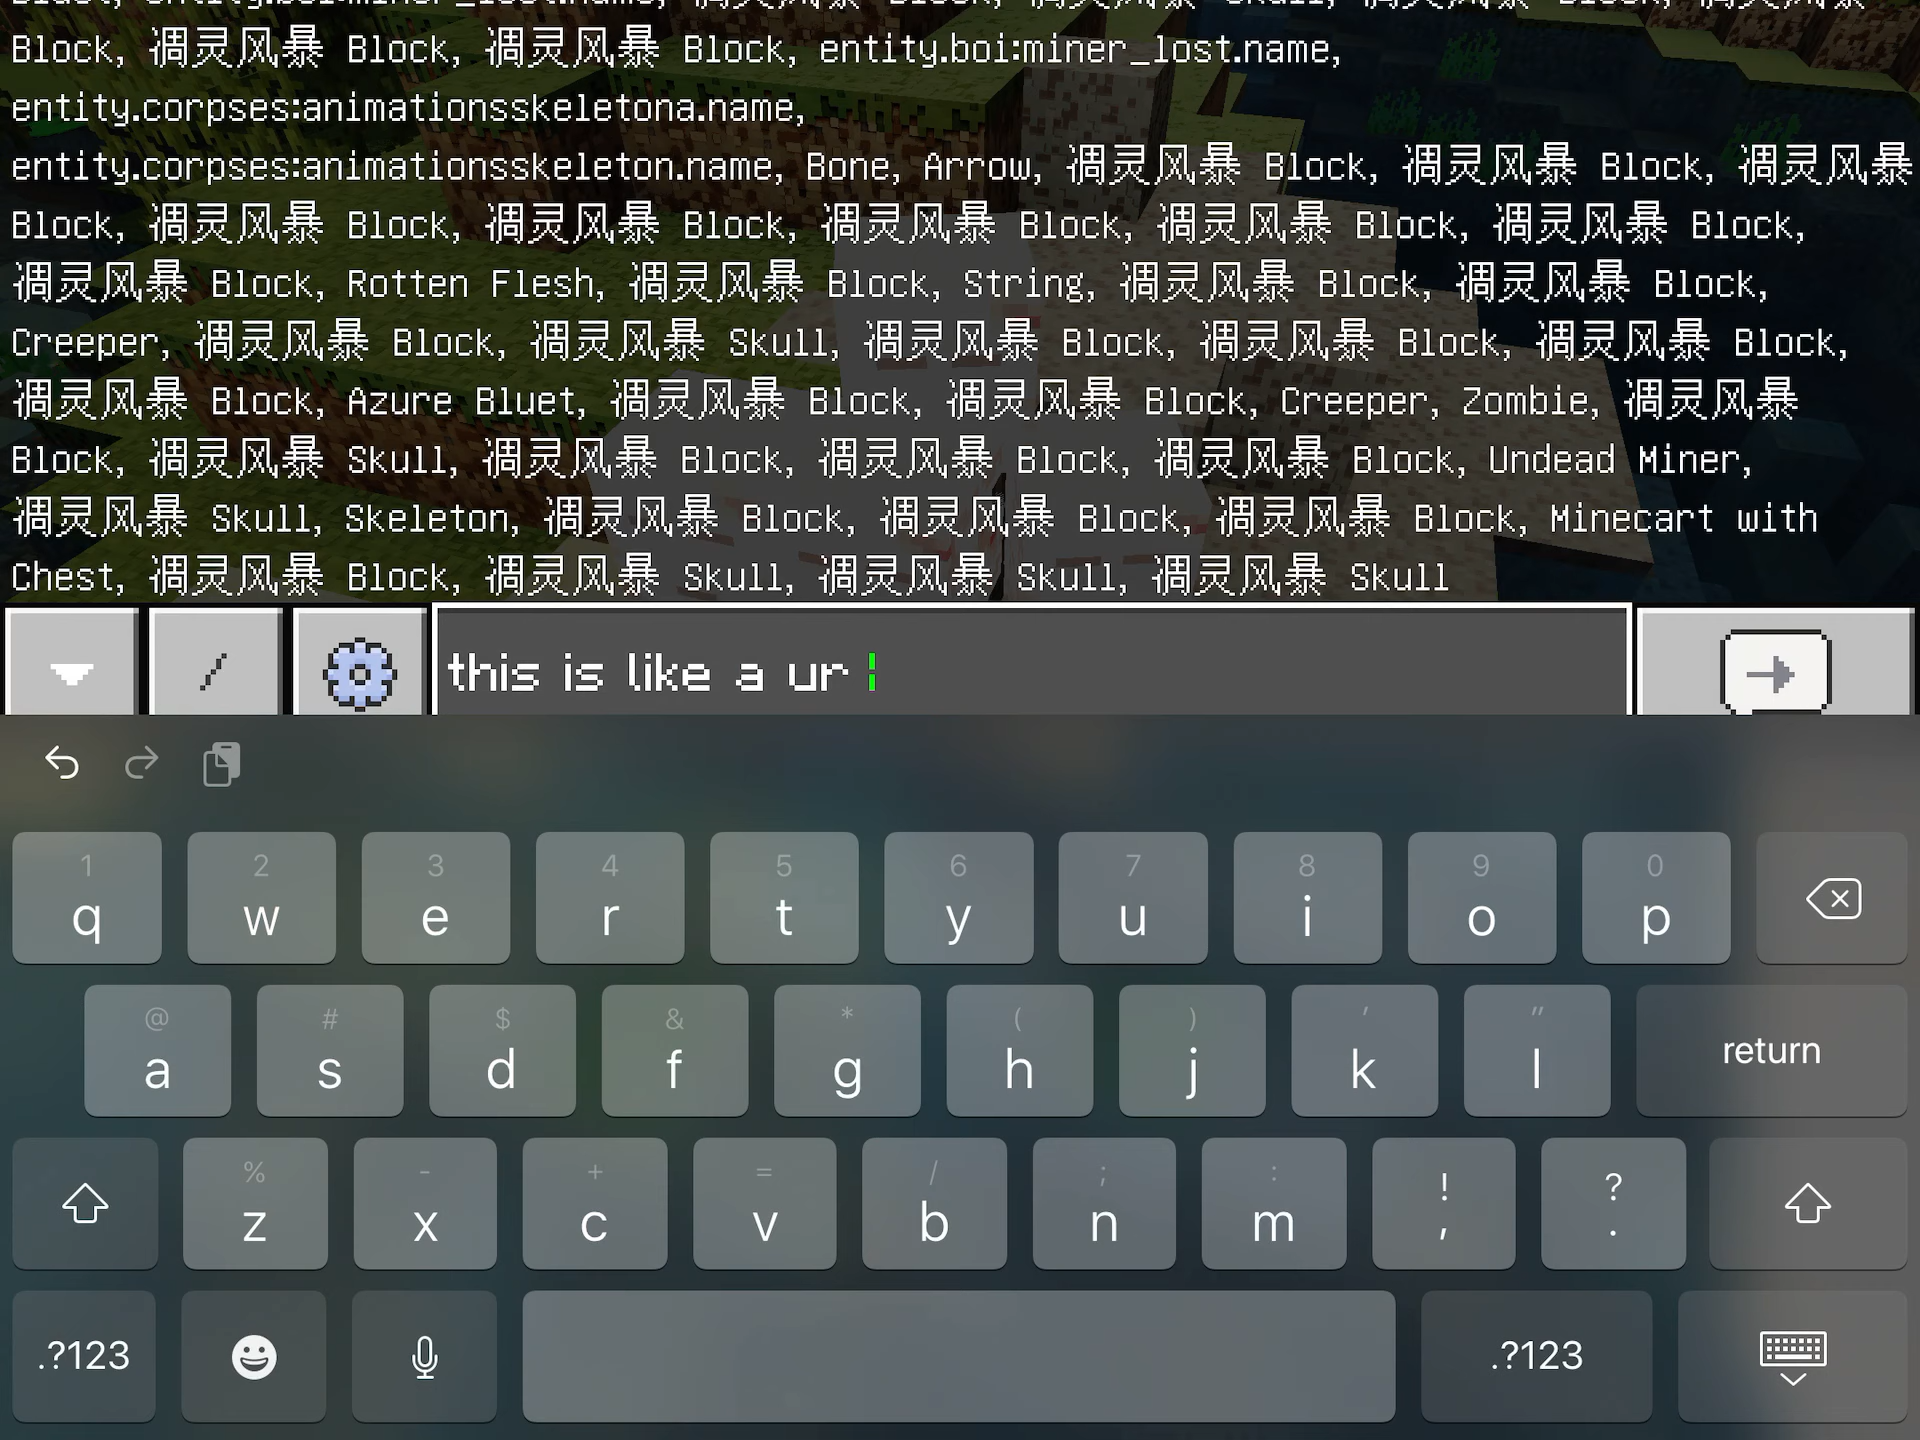 Block, 凋灵风暴 Block, 凋灵风暴 Block, entity.boi:miner_lost.name,
entity.corpses:animationsskeletona.name,
entity.corpses:animationsskeleton.name, Bone, Arrow, 凋灵风暴 Block, 凋灵风暴 Block, 凋灵风暴
Block, 凋灵风暴 Block, 凋灵风暴 Block, 凋灵风暴 Block, 凋灵风暴 Block, 凋灵风暴 Block,
凋灵风暴 Block, Rotten Flesh, 凋灵风暴 Block, String, 凋灵风暴 Block, 凋灵风暴 Block,
Creeper, 凋灵风暴 Block, 凋灵风暴 Skull, 凋灵风暴 Block, 凋灵风暴 Block, 凋灵风暴 Block,
凋灵风暴 Block, Azure Bluet, 凋灵风暴 Block, 凋灵风暴 Block, Creeper, Zombie, 凋灵风暴
Block, 凋灵风暴 Skull, 凋灵风暴 Block, 凋灵风暴 Block, 凋灵风暴 Block, Undead Miner,
凋灵风暴 Skull, Skeleton, 凋灵风暴 Block, 凋灵风暴 Block, 凋灵风暴 Block, Minecart with
Chest, 凋灵风暴 Block, 凋灵风暴 Skull, 凋灵风暴 Skull, 凋灵风暴 Skull
/ this is like a ur
1 2 3 4 5 6 7 8 9 0
q w e r t y u i o p
@ # $ & * ( ) ' "
a s d f g h j k l return
% - + = / ; : ! ?
z x c v b n m , .
.?123 .?123